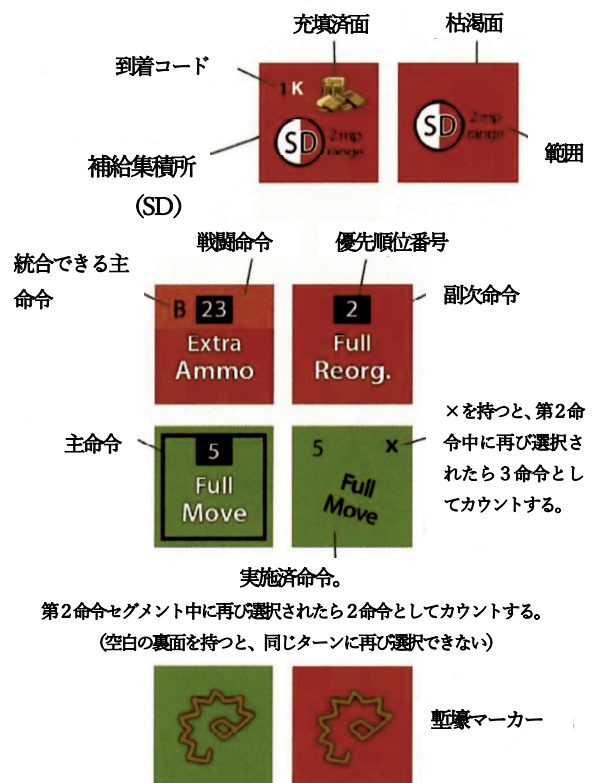 充填済面
枯渇面
到着コード
1 K
SD
2mp
range
SD
2mp
range
補給集積所
(SD)
範囲
戦闘命令
優先順位番号
統合できる主
命令
副次命令
B 23
Extra
Ammo
2
Full
Reorg.
主命令
5
Full
Move
5 x
Full
Move
×を持つと、第2命
令中に再び選択さ
れたら3命令とし
てカウントする。
実施済命令。
第2命令セグメント中に再び選択されたら2命令としてカウントする。
(空白の裏面を持つと、同じターンに再び選択できない)
塹壕マーカー